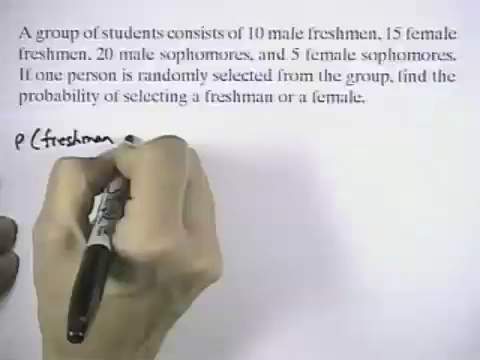 A group of students consists of 10 male freshmen, 15 female
freshmen, 20 male sophomores, and 5 female sophomores.
If one person is randomly selected from the group, find the
probability of selecting a freshman or a female.
P (freshman